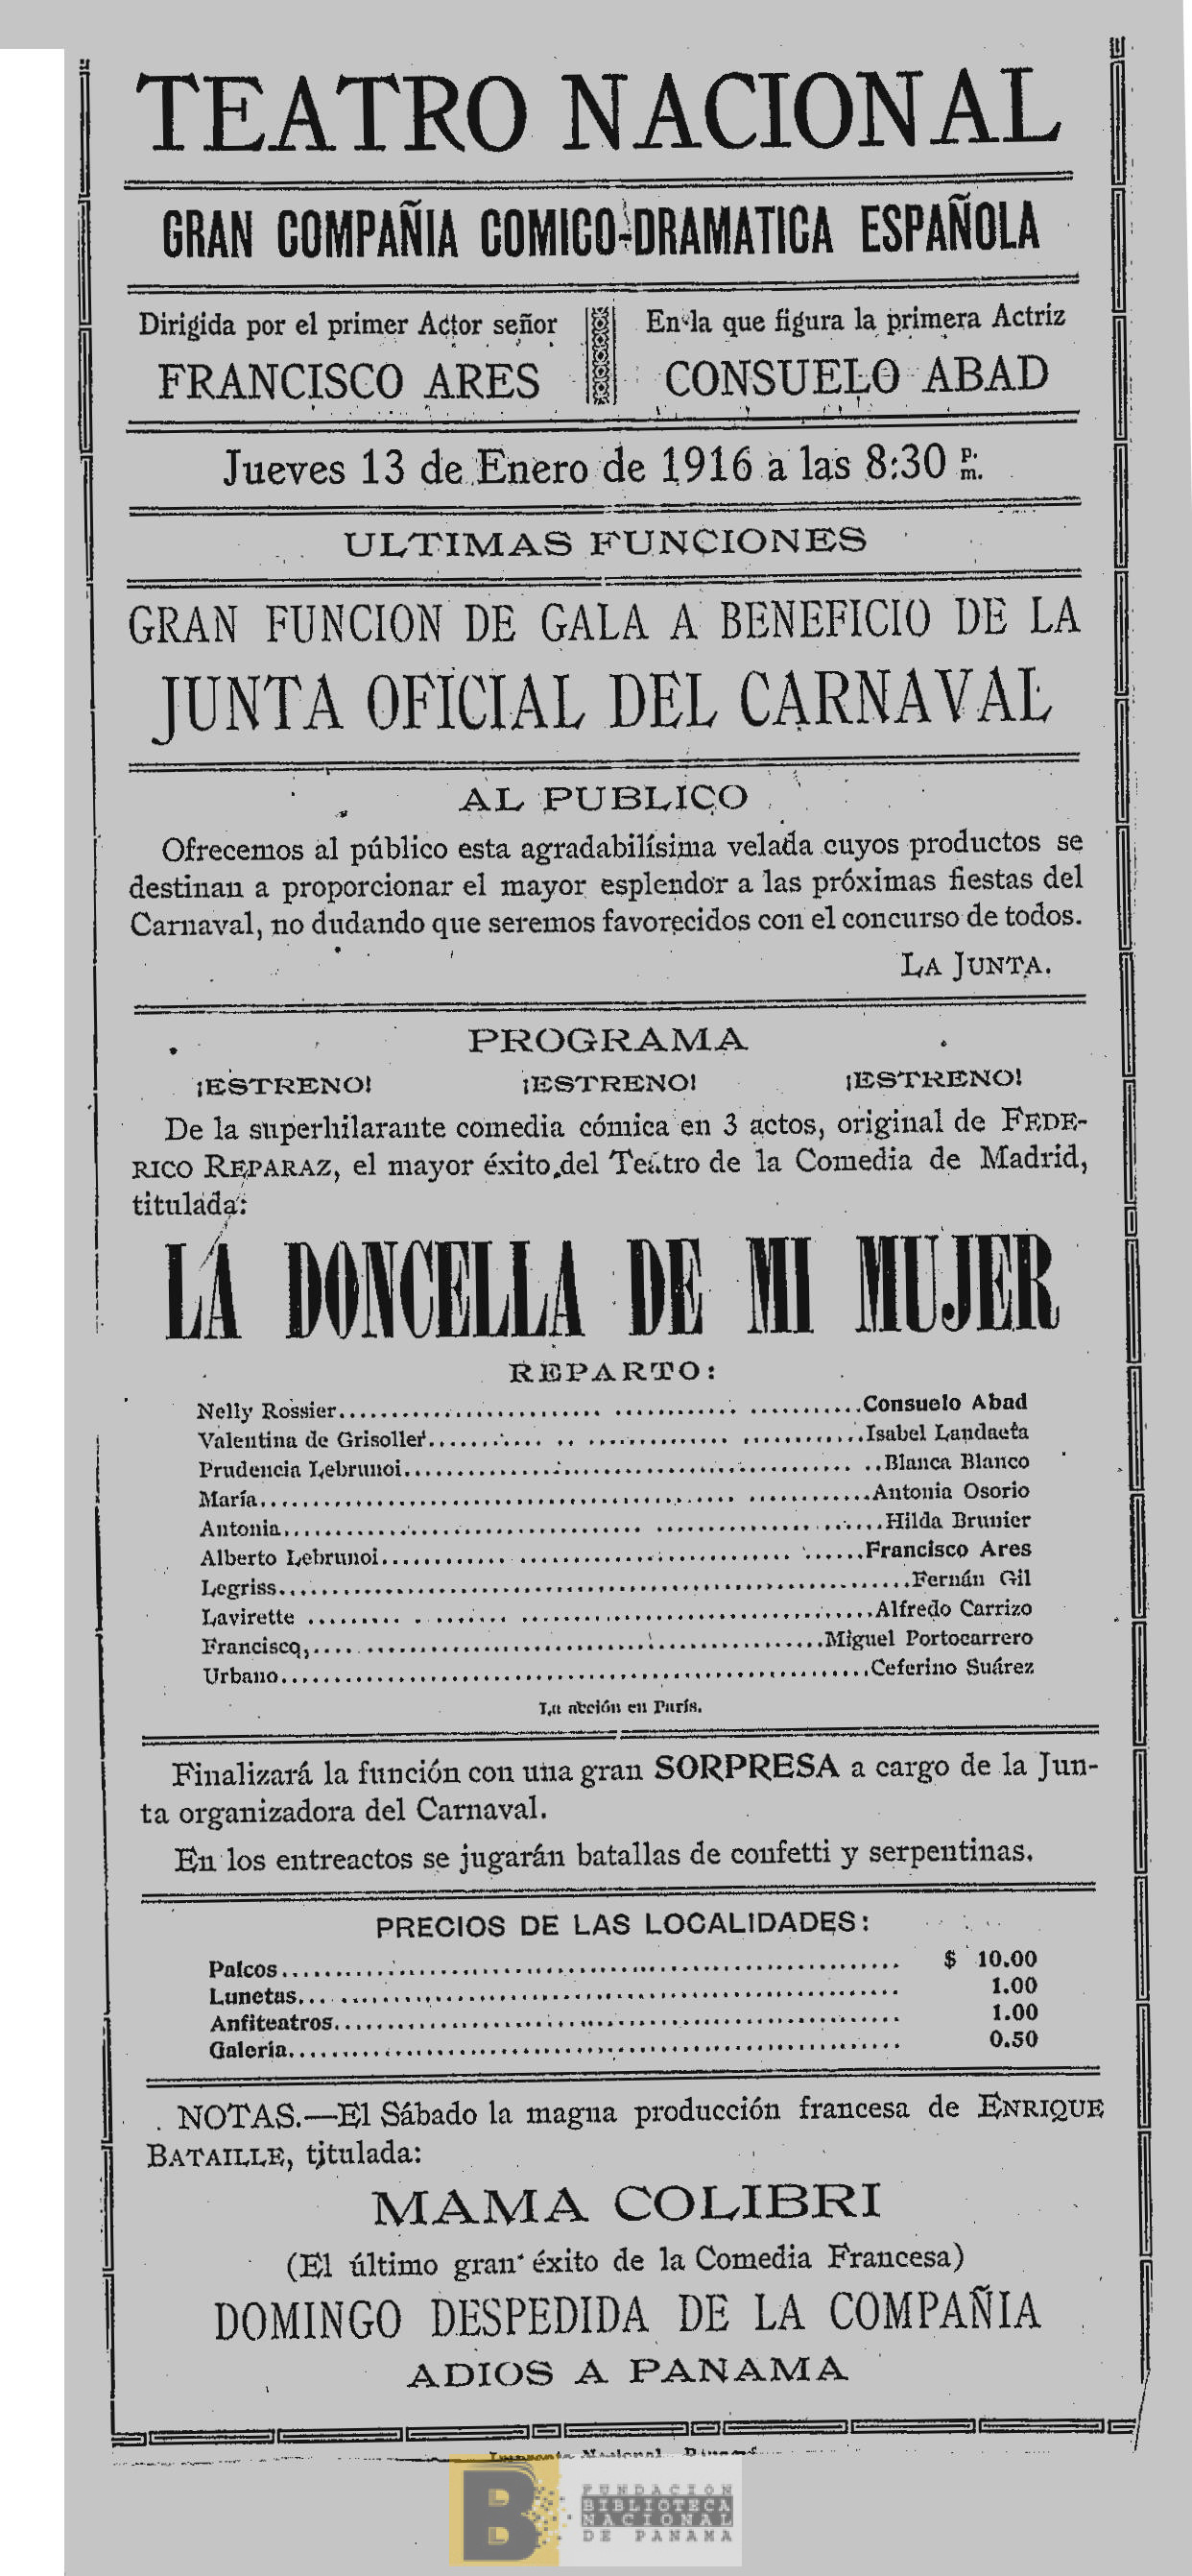 TEATRO NACIONAL
GRAN COMPAÑIA COMICO-DRAMATICA ESPAÑOLA
Dirigida por el primer Actor señor
FRANCISCO ARES
En la que figura la primera Actriz
CONSUELO ABAD
Jueves 13 de Enero de 1916 a las 8:30 p. m.
ULTIMAS FUNCIONES
GRAN FUNCION DE GALA A BENEFICIO DE LA
JUNTA OFICIAL DEL CARNAVAL
AL PUBLICO
Ofrecemos al público esta agradabilísima velada cuyos productos se
destinan a proporcionar el mayor esplendor a las próximas fiestas del
Carnaval, no dudando que seremos favorecidos con el concurso de todos.
LA JUNTA.
PROGRAMA
¡ESTRENO! ¡ESTRENO! ¡ESTRENO!
De la superhilarante comedia cómica en 3 actos, original de FEDE-
RICO REPARAZ, el mayor éxito del Teatro de la Comedia de Madrid,
titulada:
LA DONCELLA DE MI MUJER
REPARTO:
Nelly Rossier....................Consuelo Abad
Valentina de Grisoller....................Isabel Landaeta
Prudencia Lebrunoi....................Blanca Blanco
María....................Antonia Osorio
Antonia....................Hilda Brunier
Alberto Lebrunoi....................Francisco Ares
Legriss....................Fernán Gil
Lavirette ....................Alfredo Carrizo
Francisco,....................Miguel Portocarrero
Urbano....................Ceferino Suárez
La acción en París.
Finalizará la función con una gran SORPRESA a cargo de la Jun-
ta organizadora del Carnaval.
En los entreactos se jugarán batallas de confetti y serpentinas.
PRECIOS DE LAS LOCALIDADES:
Palcos.................... $ 10.00
Lunetas.................... 1.00
Anfiteatros.................... 1.00
Galería.................... 0.50
NOTAS.—El Sábado la magna producción francesa de ENRIQUE
BATAILLE, titulada:
MAMA COLIBRI
(El último gran éxito de la Comedia Francesa)
DOMINGO DESPEDIDA DE LA COMPAÑIA
ADIOS A PANAMA
B
FUNDACIÓN
BIBLIOTECA
NACIONAL
DE PANAMA